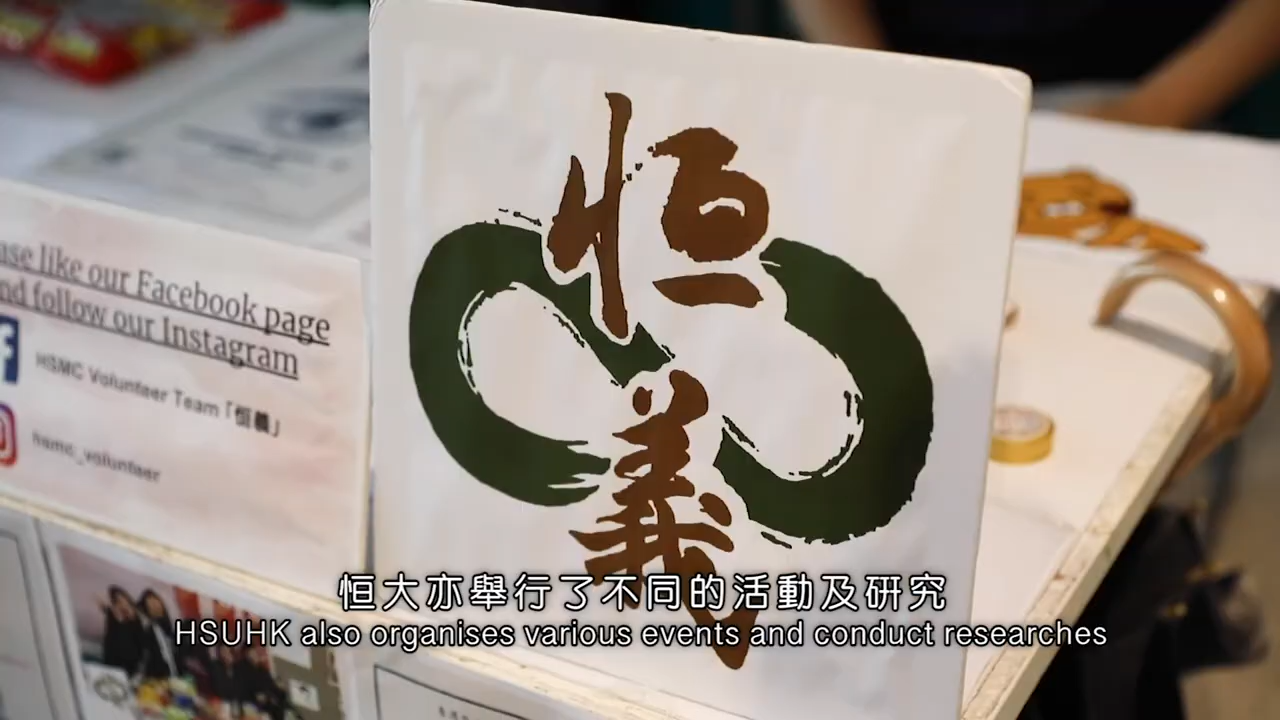 恒
義
ase like our Facebook page
nd follow our Instagram
HSMC Volunteer Team「恒義」
hsmc_volunteer
恒大亦舉行了不同的活動及研究
HSUHK also organises various events and conduct researches